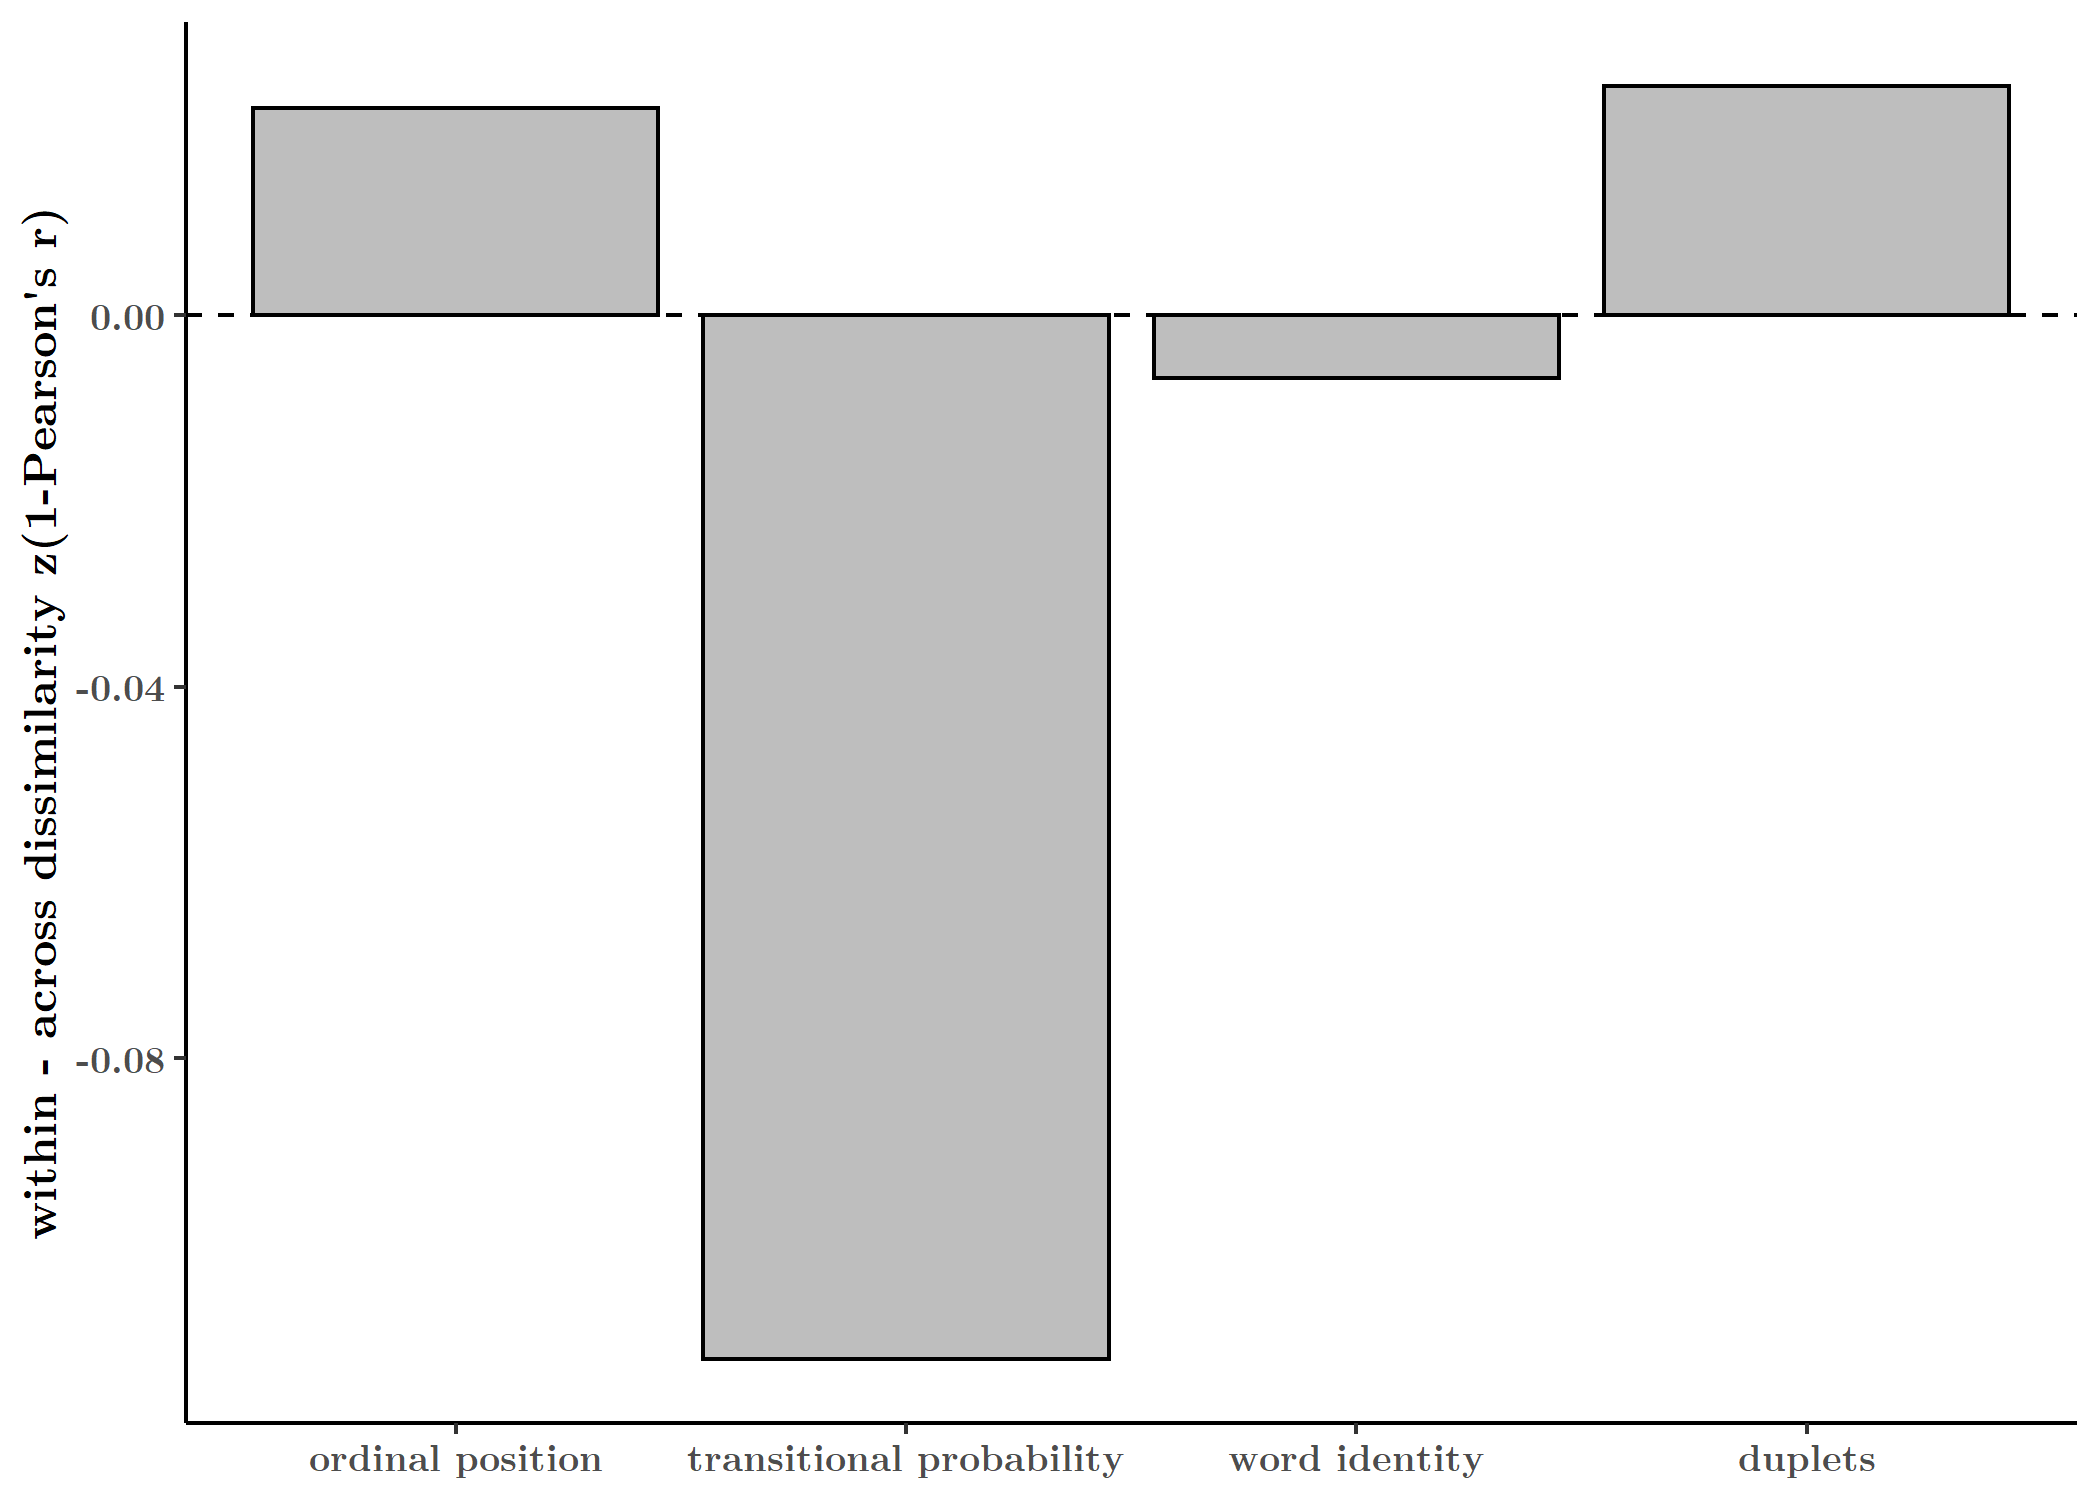 within - across dissimilarity z(1-Pearson's r)
0.00
-0.04
-0.08
ordinal position
transitional probability
word identity
duplets